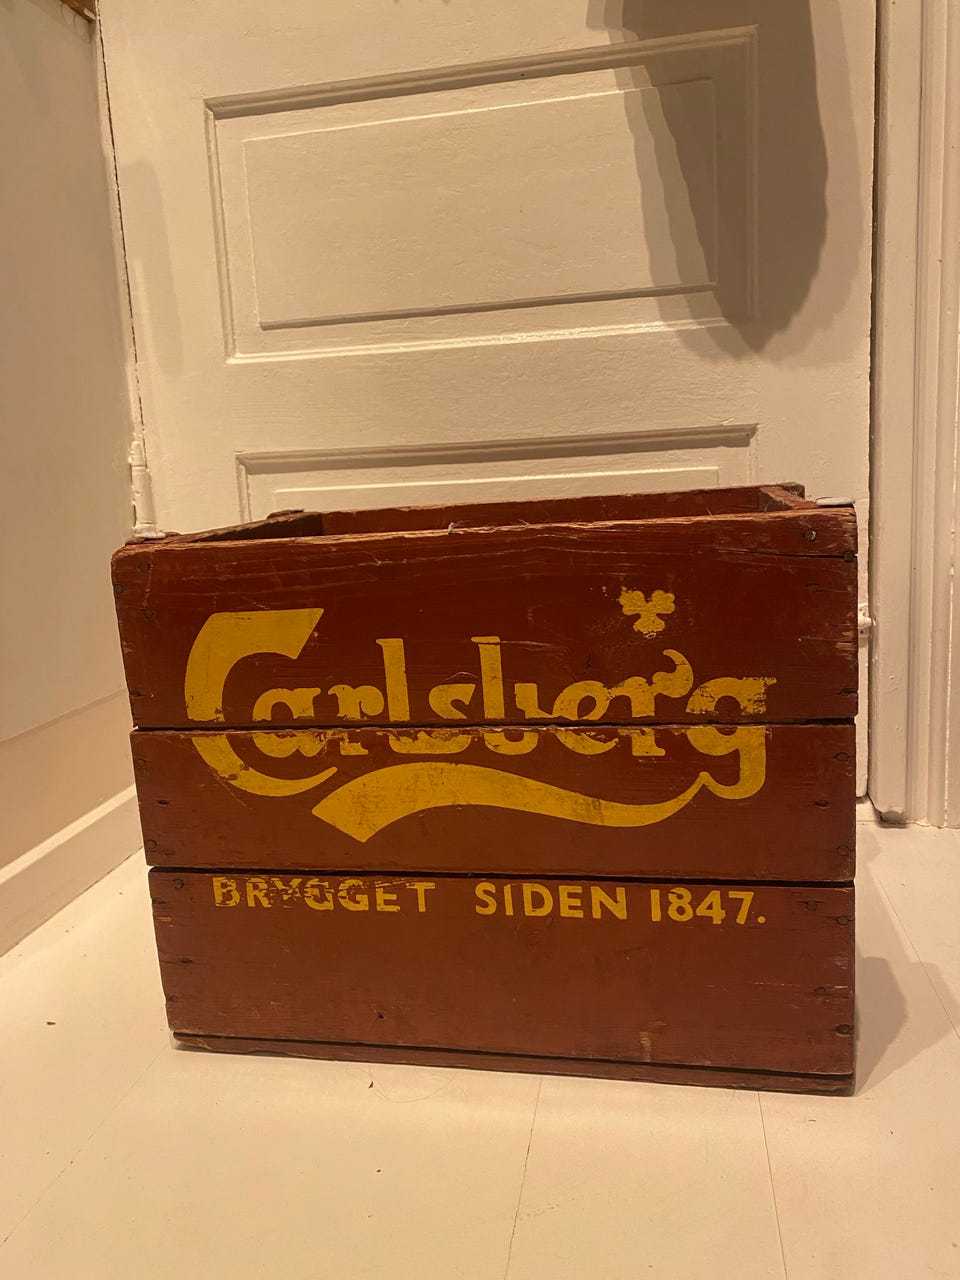 Carlsberg
BRYGGET SIDEN 1847.